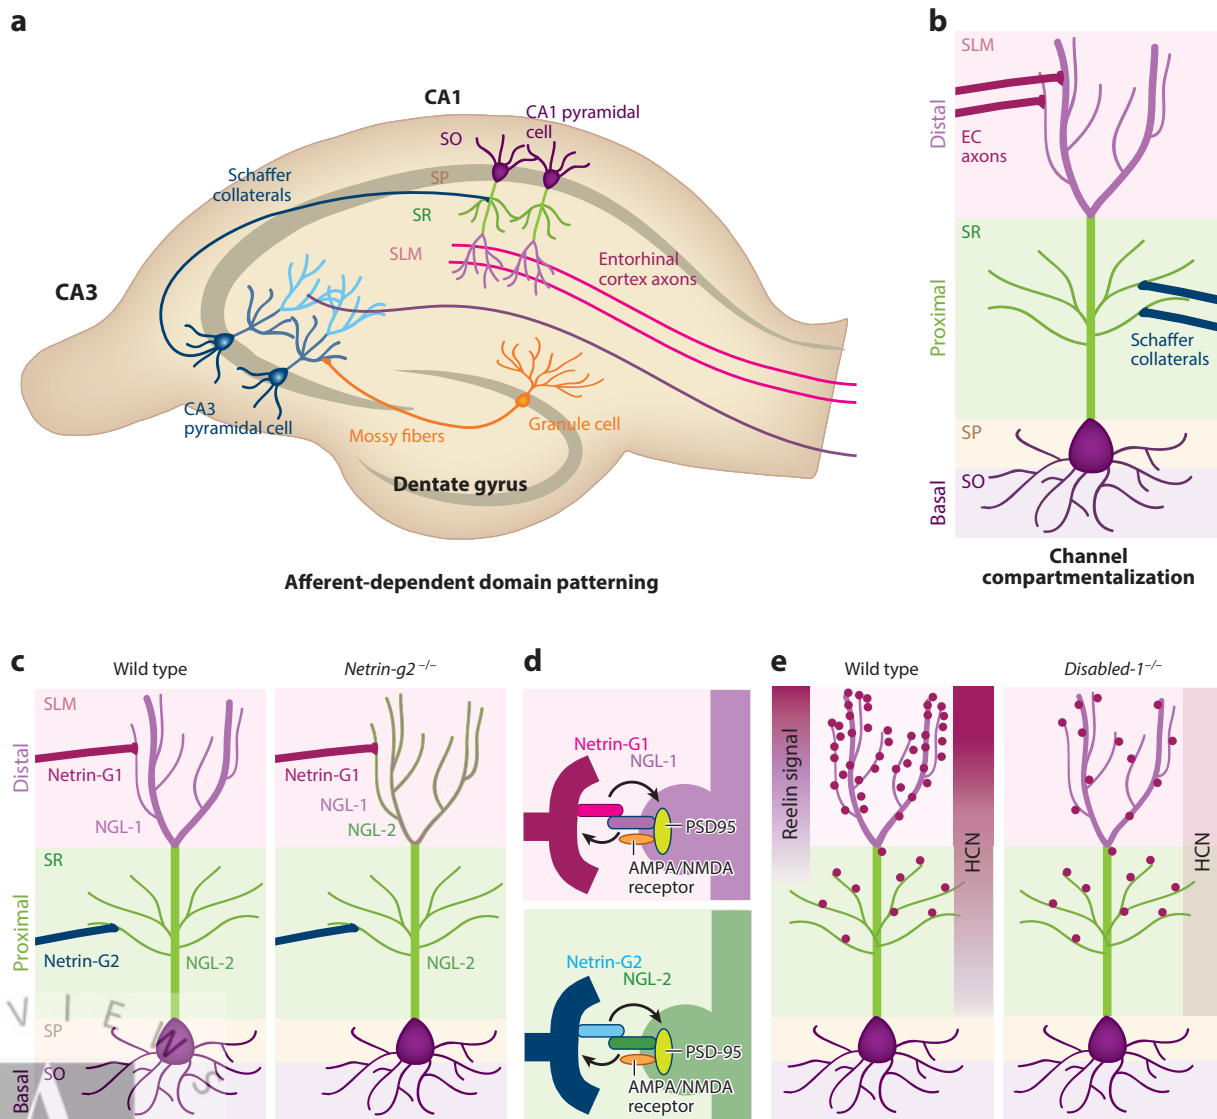 a
CA1
CA1 pyramidal
cell
SO
Schaffer
collaterals
SP
SR
SLM
Entorhinal
cortex axons
CA3
CA3
pyramidal cell
Mossy fibers
Granule cell
Dentate gyrus
Afferent-dependent domain patterning
b
SLM
Distal
EC
axons
SR
Proximal
Schaffer
collaterals
SP
SO
Basal
Channel
compartmentalization
c
Wild type
Netrin-g2 –/–
SLM
Distal
Netrin-G1
NGL-1
Netrin-G1
NGL-1
NGL-2
SR
Proximal
Netrin-G2
NGL-2
NGL-2
SP
SO
Basal
VIEWS
A
d
Netrin-G1
NGL-1
PSD95
AMPA/NMDA
receptor
Netrin-G2
NGL-2
PSD-95
AMPA/NMDA
receptor
e
Wild type
Disabled-1–/–
Reelin signal
HCN
HCN